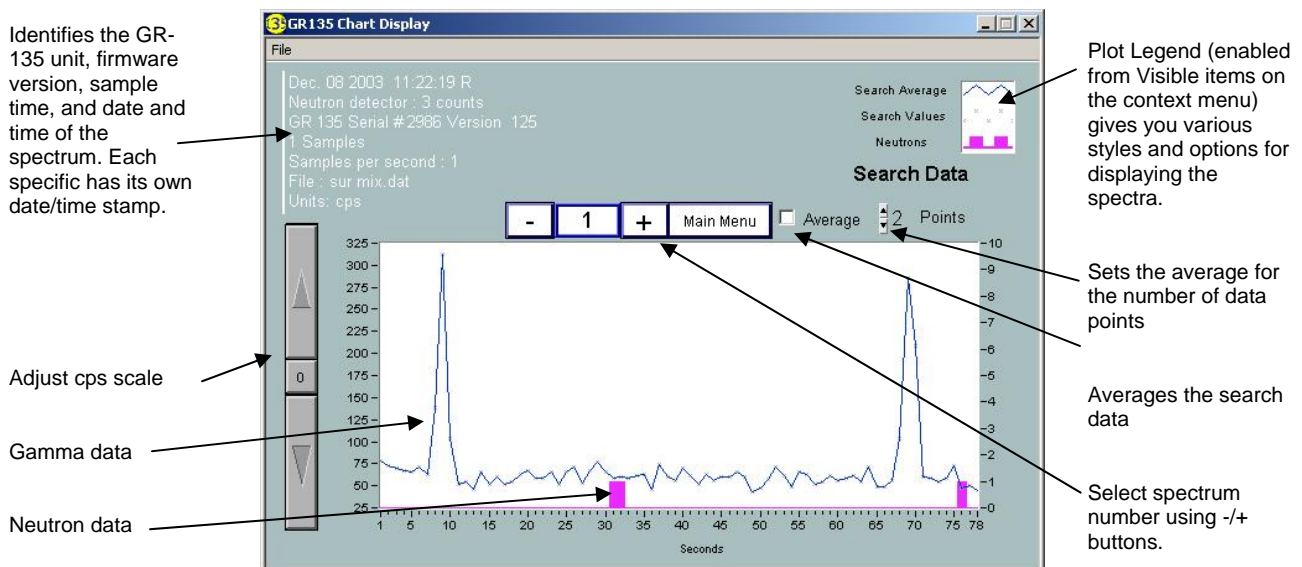 Identifies the GR-
135 unit, firmware
version, sample
time, and date and
time of the
spectrum. Each
specific has its own
date/time stamp.
Adjust cps scale
Gamma data
Neutron data
GR135 Chart Display
File
Dec. 08 2003 11:22:19 R
Neutron detector : 3 counts
GR 135 Serial #2986 Version 125
1 Samples
Samples per second : 1
File : sur mix.dat
Units: cps
Search Average
Search Values
Neutrons
Search Data
- 1 + Main Menu Average 2 Points
0
325
300
275
250
225
200
175
150
125
100
75
50
25
10
9
8
7
6
5
4
3
2
1
0
1 5 10 15 20 25 30 35 40 45 50 55 60 65 70 75 78
Seconds
Plot Legend (enabled
from Visible items on
the context menu)
gives you various
styles and options for
displaying the
spectra.
Sets the average for
the number of data
points
Averages the search
data
Select spectrum
number using -/+
buttons.